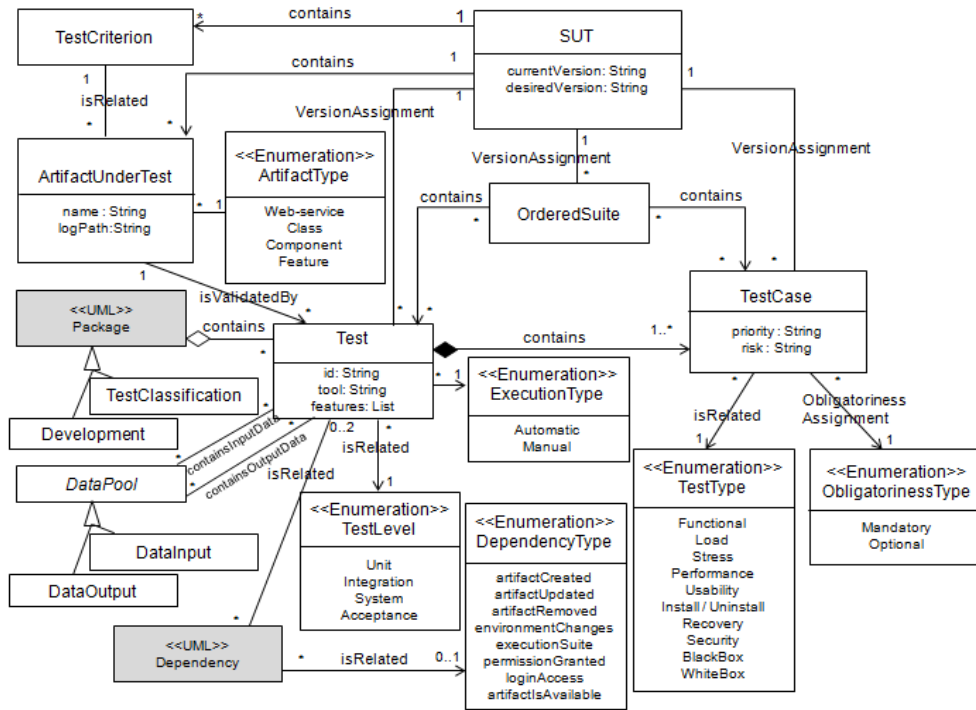 contains
*
1
TestCriterion
SUT
currentVersion: String
desiredVersion: String
1
isRelated
*
contains
1
*
1
VersionAssignment
1
VersionAssignment
*
1
VersionAssignment
*
ArtifactUnderTest
name : String
logPath:String
*
1
<<Enumeration>>
ArtifactType
Web-service
Class
Component
Feature
OrderedSuite
contains
*
*
contains
*
*
1
isValidatedBy
*
TestCase
priority : String
risk : String
<<UML>>
Package
contains
*
Test
id: String
tool: String
features: List
contains
1..*
TestClassification
Development
*
1
<<Enumeration>>
ExecutionType
Automatic
Manual
*
isRelated
1
*
Obligatoriness
Assignment
1
*
containsInputData
*
*
containsOutputData
*
0..2
isRelated
*
*
isRelated
1
DataPool
DataInput
DataOutput
<<Enumeration>>
TestLevel
Unit
Integration
System
Acceptance
<<Enumeration>>
DependencyType
artifactCreated
artifactUpdated
artifactRemoved
environmentChanges
executionSuite
permissionGranted
loginAccess
artifactIsAvailable
<<Enumeration>>
TestType
Functional
Load
Stress
Performance
Usability
Install / Uninstall
Recovery
Security
BlackBox
WhiteBox
<<Enumeration>>
ObligatorinessType
Mandatory
Optional
<<UML>>
Dependency
*
isRelated
0..1